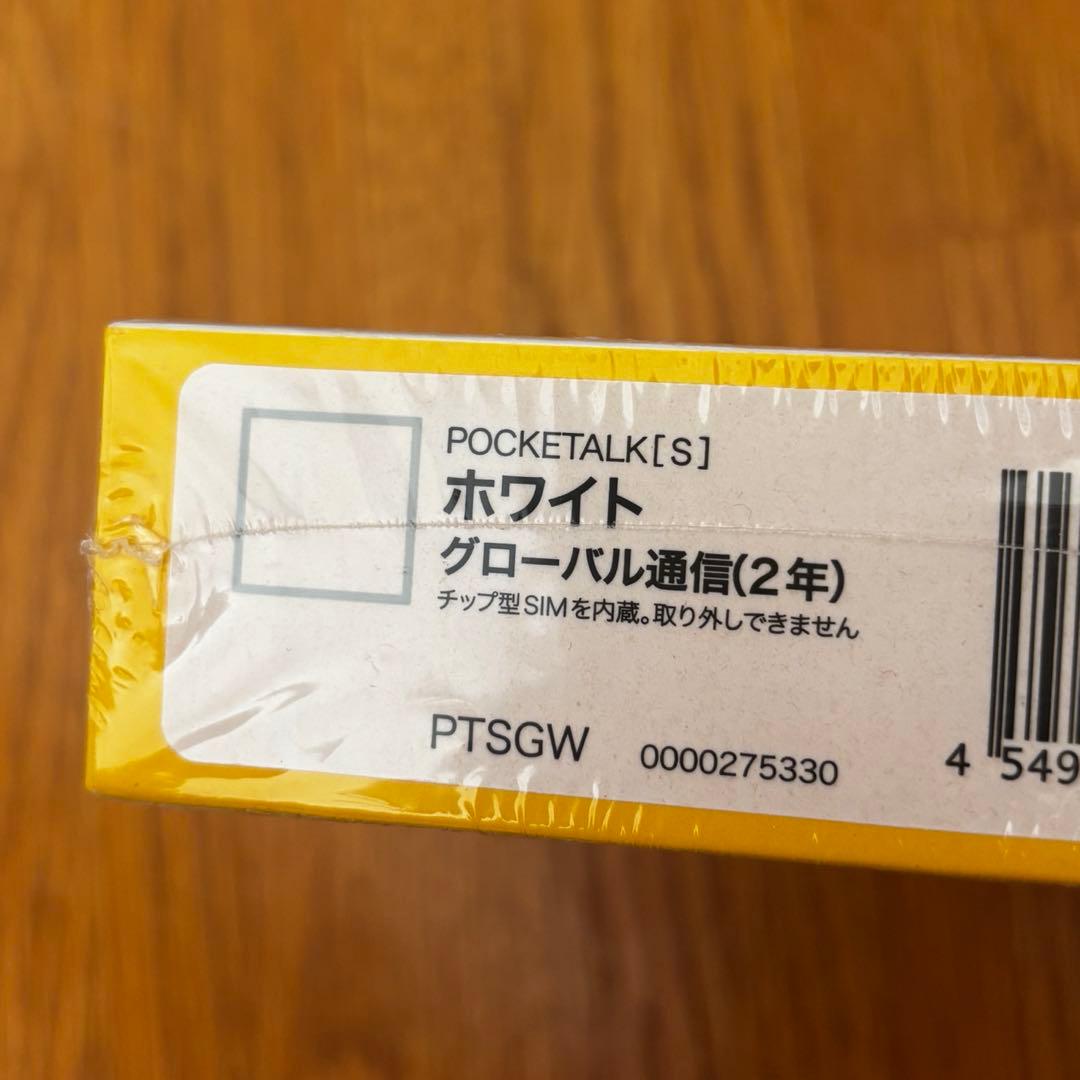 POCKETALK[S]
ホワイト
グローバル通信(2年)
チップ型SIMを内蔵。取り外しできません
PTSGW 0000275330
4 549